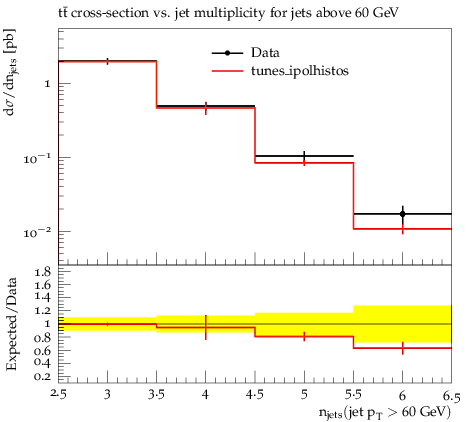 tt̄ cross-section vs. jet multiplicity for jets above 60 GeV
dσ/dn_jets [pb]
Data
tunes_ipolhistos
1
10⁻¹
10⁻²
Expected/Data
1.8
1.6
1.4
1.2
1
0.8
0.6
0.4
0.2
2.5 3 3.5 4 4.5 5 5.5 6 6.5
n_jets(jet p_T > 60 GeV)